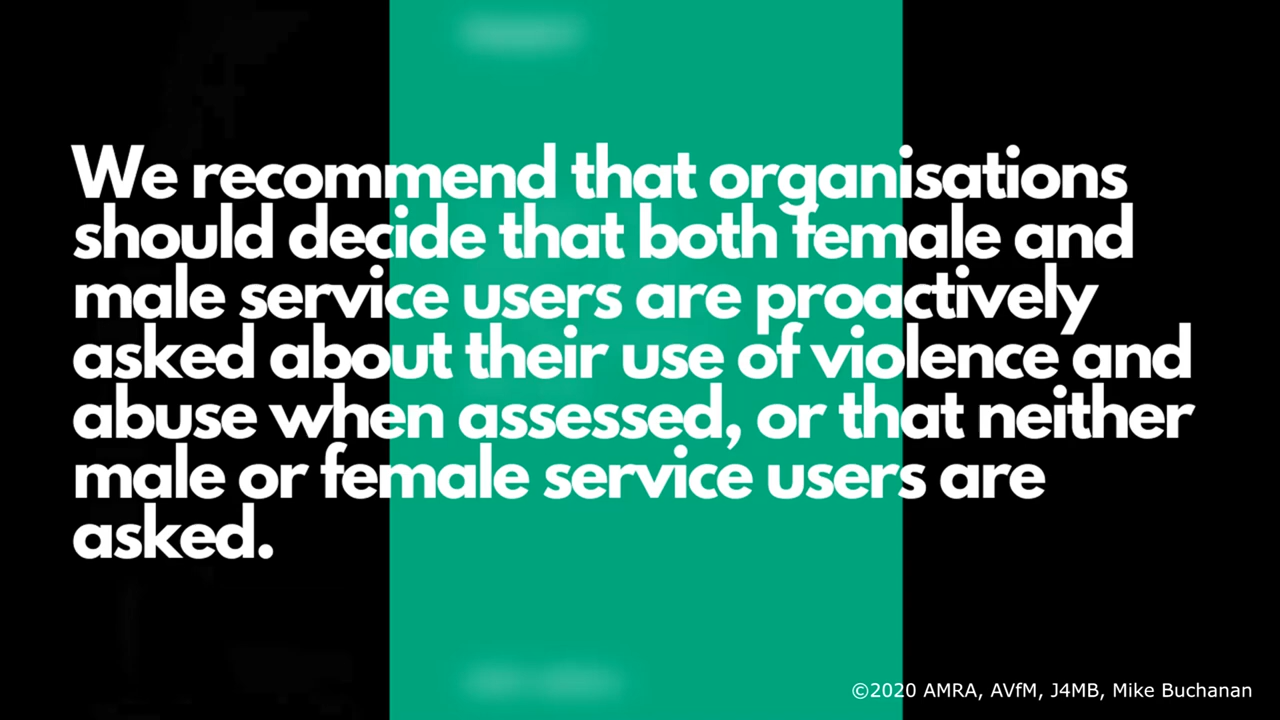 We recommend that organisations
should decide that both female and
male service users are proactively
asked about their use of violence and
abuse when assessed, or that neither
male or female service users are
asked.
©2020 AMRA, AVfM, J4MB, Mike Buchanan